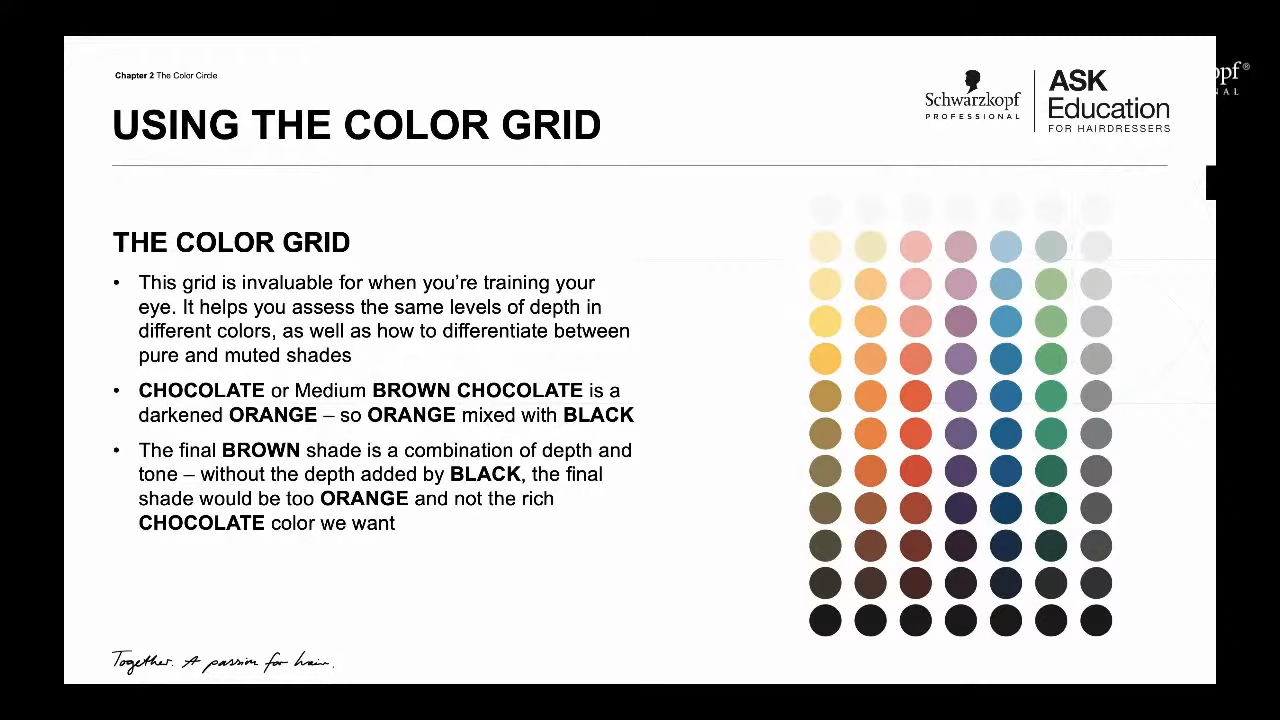 Chapter 2 The Color Circle
USING THE COLOR GRID
Schwarzkopf
PROFESSIONAL
ASK
Education
FOR HAIRDRESSERS
THE COLOR GRID
• This grid is invaluable for when you’re training your
eye. It helps you assess the same levels of depth in
different colors, as well as how to differentiate between
pure and muted shades
• CHOCOLATE or Medium BROWN CHOCOLATE is a
darkened ORANGE – so ORANGE mixed with BLACK
• The final BROWN shade is a combination of depth and
tone – without the depth added by BLACK, the final
shade would be too ORANGE and not the rich
CHOCOLATE color we want
Together. A passion for hair.